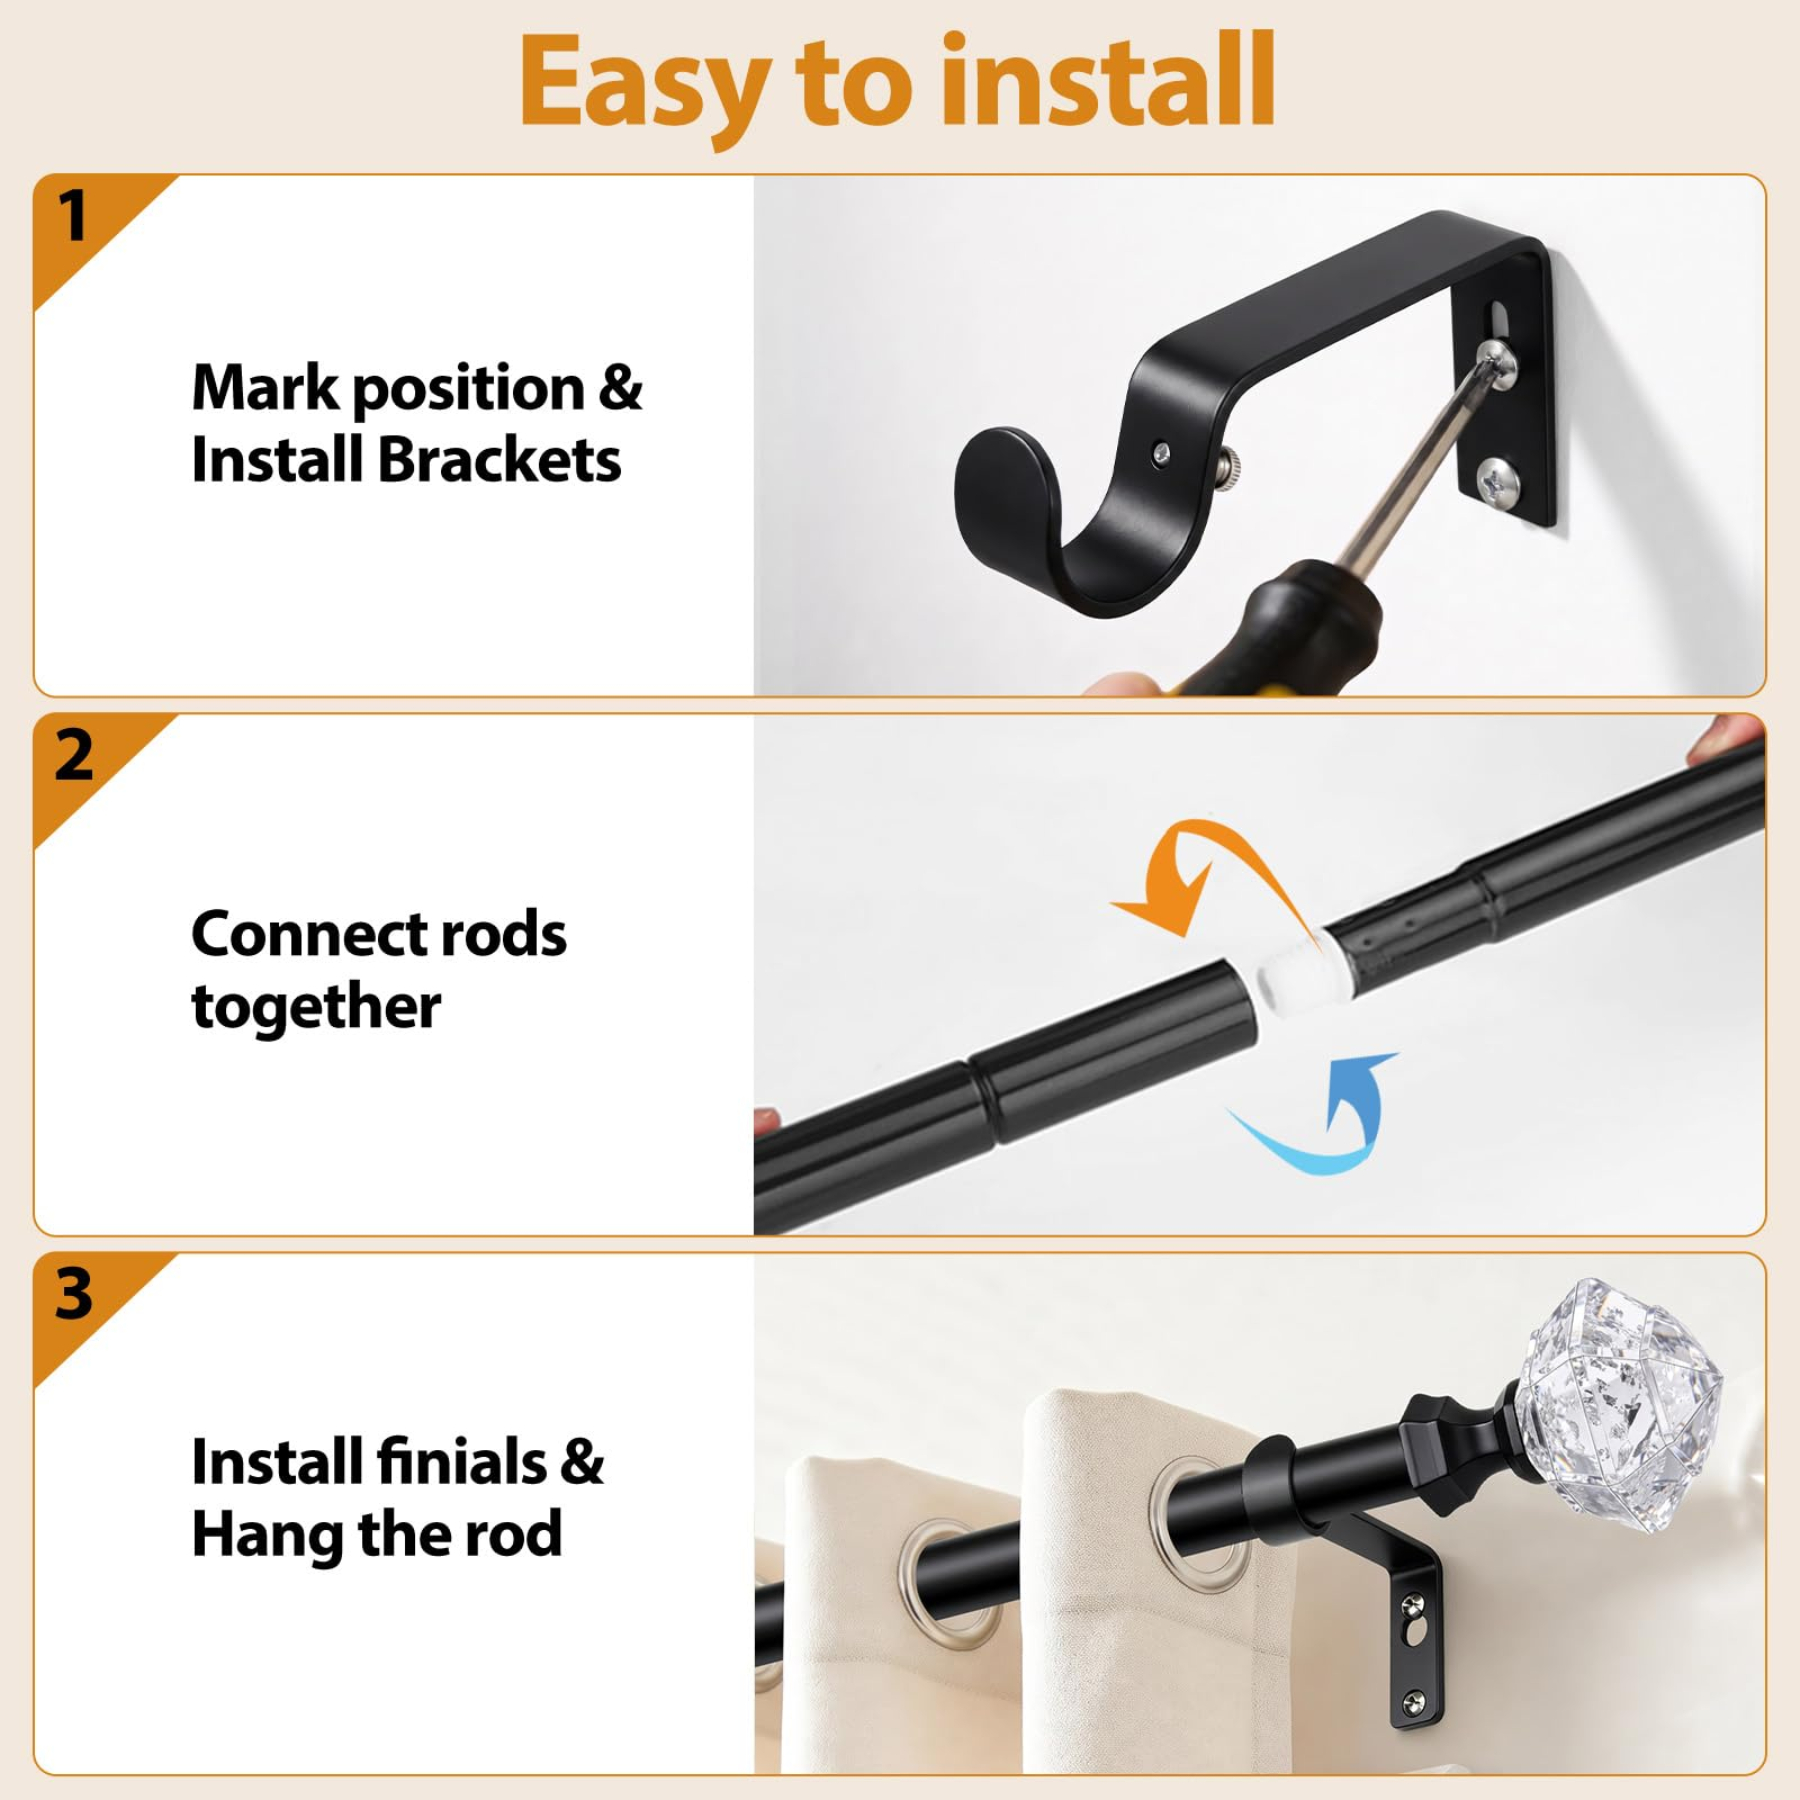 Easy to install
1
Mark position &
Install Brackets
2
Connect rods
together
3
Install finials &
Hang the rod